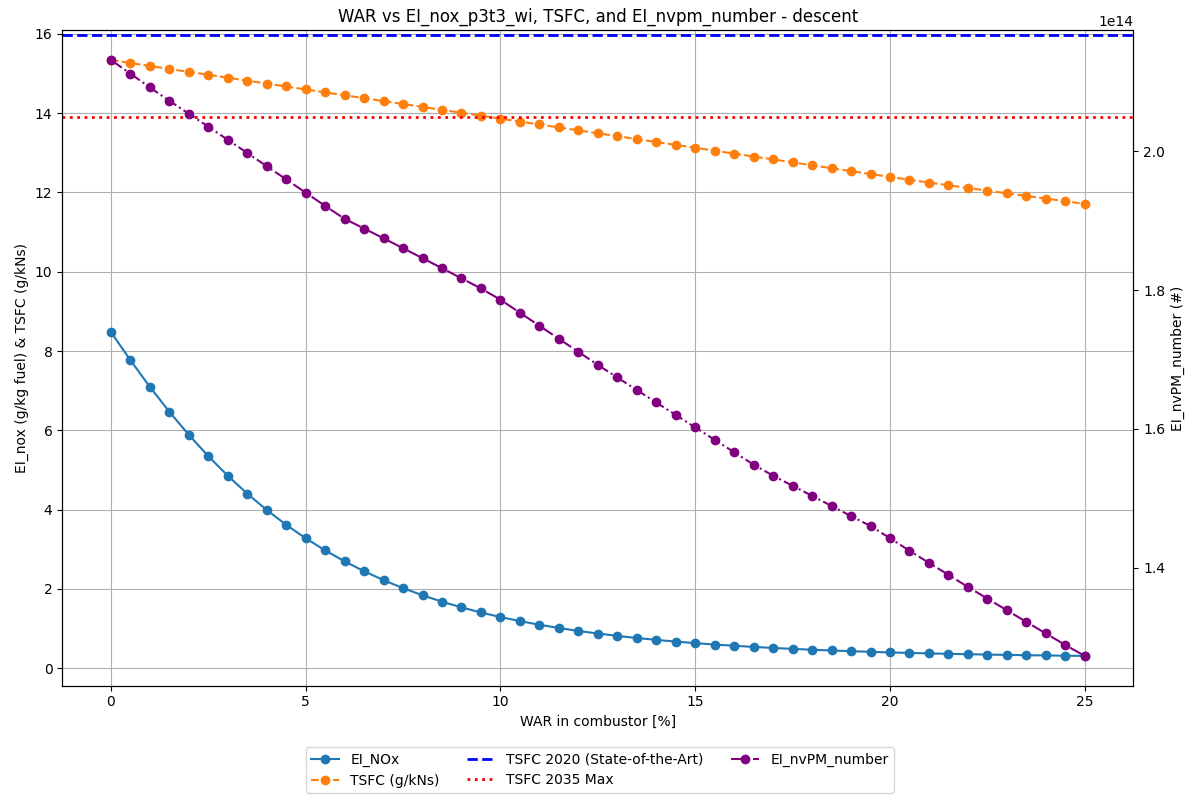 WAR vs EI_nox_p3t3_wi, TSFC, and EI_nvpm_number - descent
1e14
16
14
12
10
8
6
4
2
0
EI_nox (g/kg fuel) & TSFC (g/kNs)
2.0
1.8
1.6
1.4
EI_nvPM_number (#)
0 5 10 15 20 25
WAR in combustor [%]
EI_NOx TSFC 2020 (State-of-the-Art) EI_nvPM_number
TSFC (g/kNs) TSFC 2035 Max